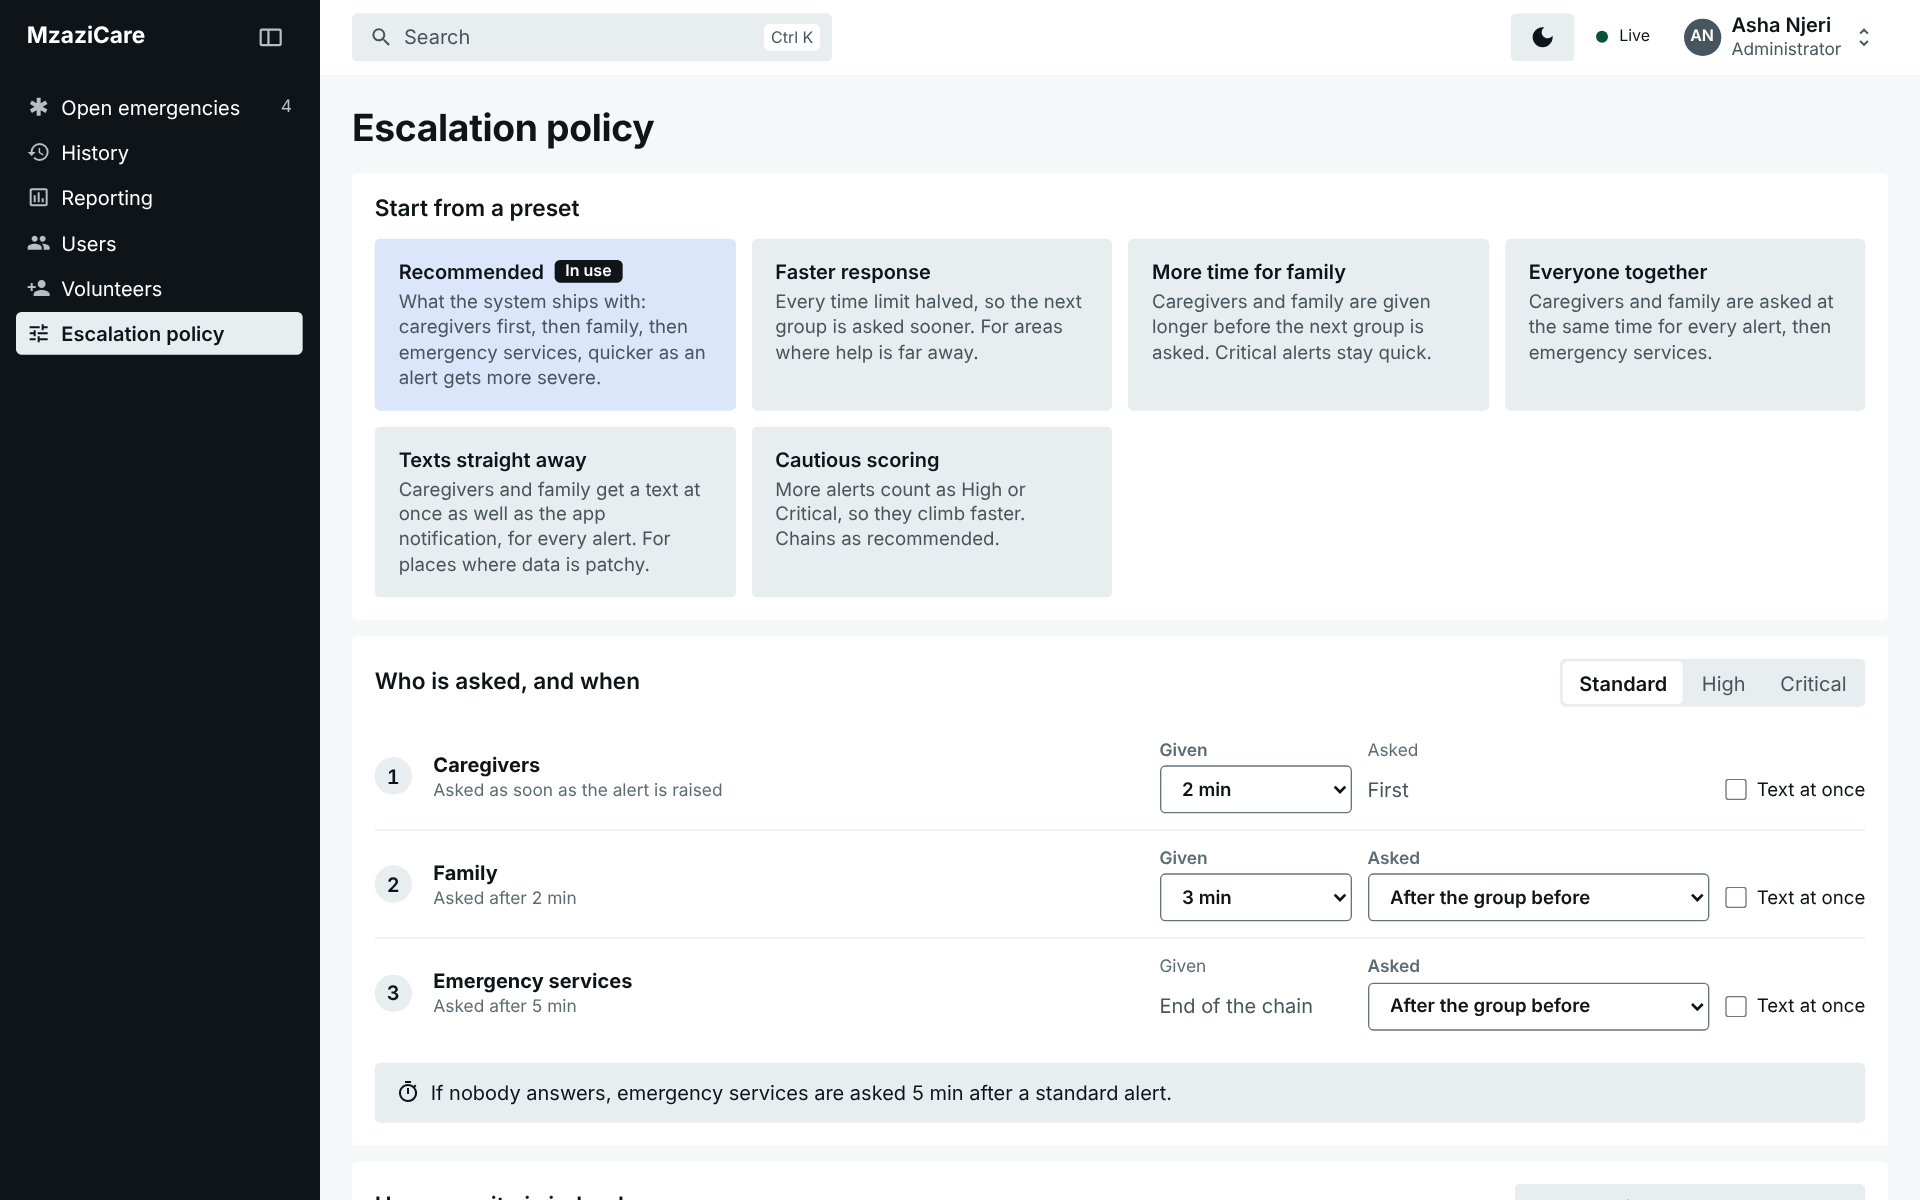 MzaziCare
Search
Ctrl K
Live
AN
Asha Njeri
Administrator
Open emergencies 4
History
Reporting
Users
Volunteers
Escalation policy
Escalation policy
Start from a preset
Recommended In use
What the system ships with:
caregivers first, then family, then
emergency services, quicker as an
alert gets more severe.
Faster response
Every time limit halved, so the next
group is asked sooner. For areas
where help is far away.
More time for family
Caregivers and family are given
longer before the next group is
asked. Critical alerts stay quick.
Everyone together
Caregivers and family are asked at
the same time for every alert, then
emergency services.
Texts straight away
Caregivers and family get a text at
once as well as the app
notification, for every alert. For
places where data is patchy.
Cautious scoring
More alerts count as High or
Critical, so they climb faster.
Chains as recommended.
Who is asked, and when
Standard High Critical
1
Caregivers
Asked as soon as the alert is raised
Given
2 min
Asked
First
Text at once
2
Family
Asked after 2 min
Given
3 min
Asked
After the group before
Text at once
3
Emergency services
Asked after 5 min
Given
End of the chain
Asked
After the group before
Text at once
If nobody answers, emergency services are asked 5 min after a standard alert.